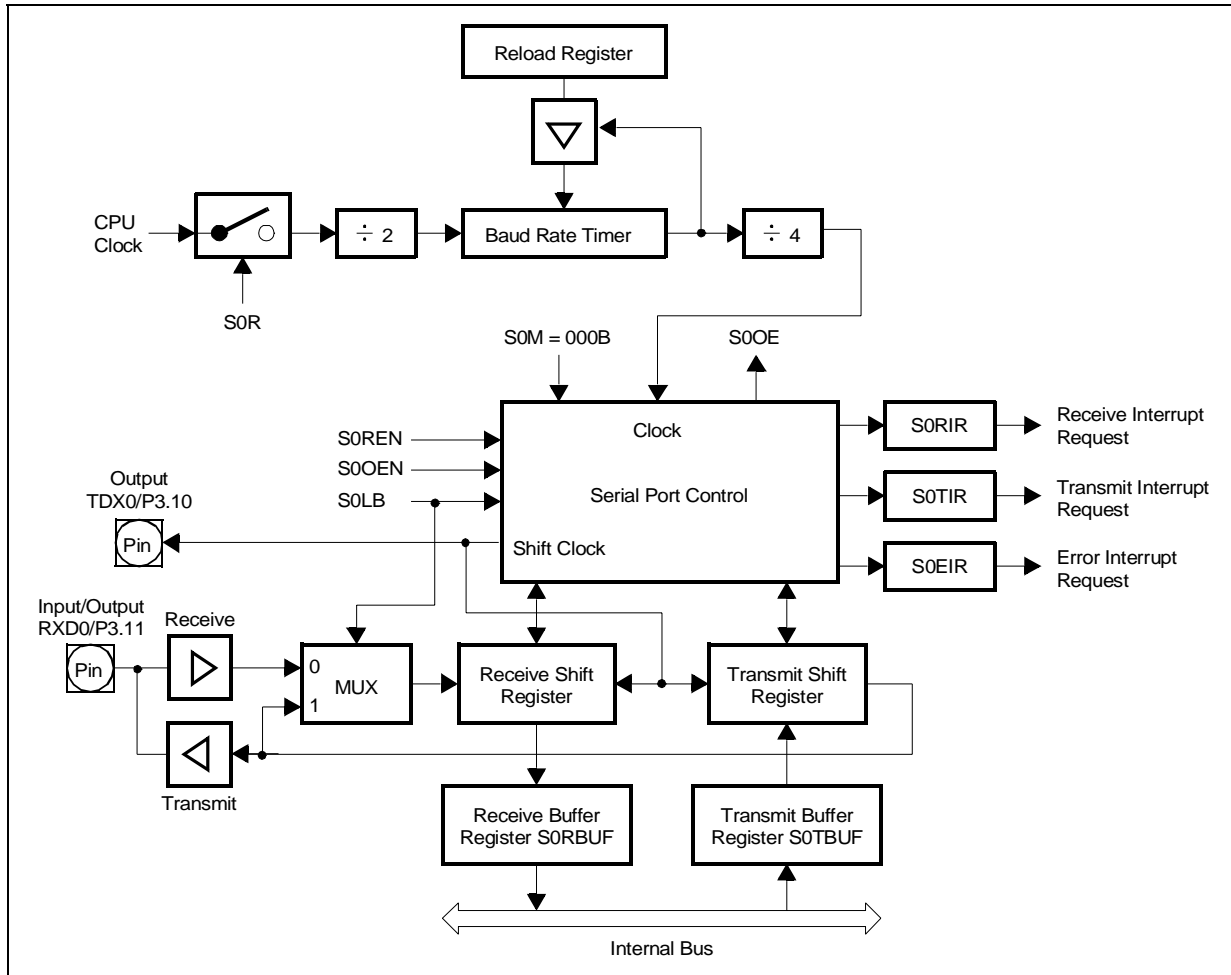 Reload Register
CPU
Clock
÷ 2
Baud Rate Timer
÷ 4
S0R
S0M = 000B
S0OE
S0REN
S0OEN
S0LB
Clock
Serial Port Control
Shift Clock
S0RIR
Receive Interrupt
Request
S0TIR
Transmit Interrupt
Request
S0EIR
Error Interrupt
Request
Output
TDX0/P3.10
Pin
Input/Output
RXD0/P3.11
Pin
Receive
Transmit
0
MUX
1
Receive Shift
Register
Transmit Shift
Register
Receive Buffer
Register S0RBUF
Transmit Buffer
Register S0TBUF
Internal Bus